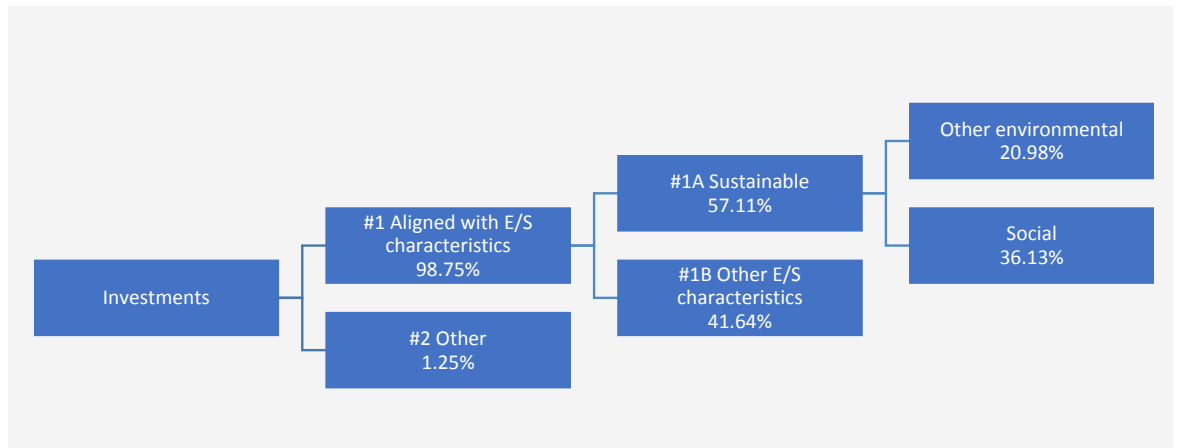 Investments
#1 Aligned with E/S
characteristics
98.75%
#2 Other
1.25%
#1A Sustainable
57.11%
#1B Other E/S
characteristics
41.64%
Other environmental
20.98%
Social
36.13%